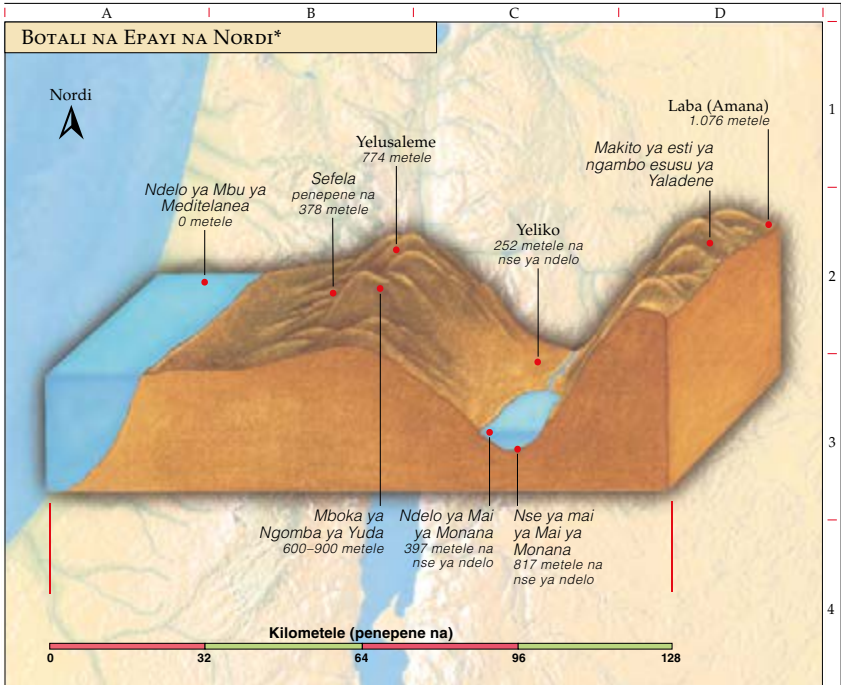 A B C D
BOTALI NA EPAYI NA NORDI*
Nordi
1
Laba (Amana)
1.076 metele
Yelusaleme
774 metele
Makito ya esti ya
ngambo esusu ya
Yaladene
Sefela
penepene na
378 metele
Ndelo ya Mbu ya
Meditelanea
0 metele
Yeliko
252 metele na
nse ya ndelo
2
3
Mboka ya
Ngomba ya Yuda
600–900 metele
Ndelo ya Mai
ya Monana
397 metele na
nse ya ndelo
Nse ya mai
ya Mai ya
Monana
817 metele na
nse ya ndelo
4
Kilometele (penepene na)
0 32 64 96 128